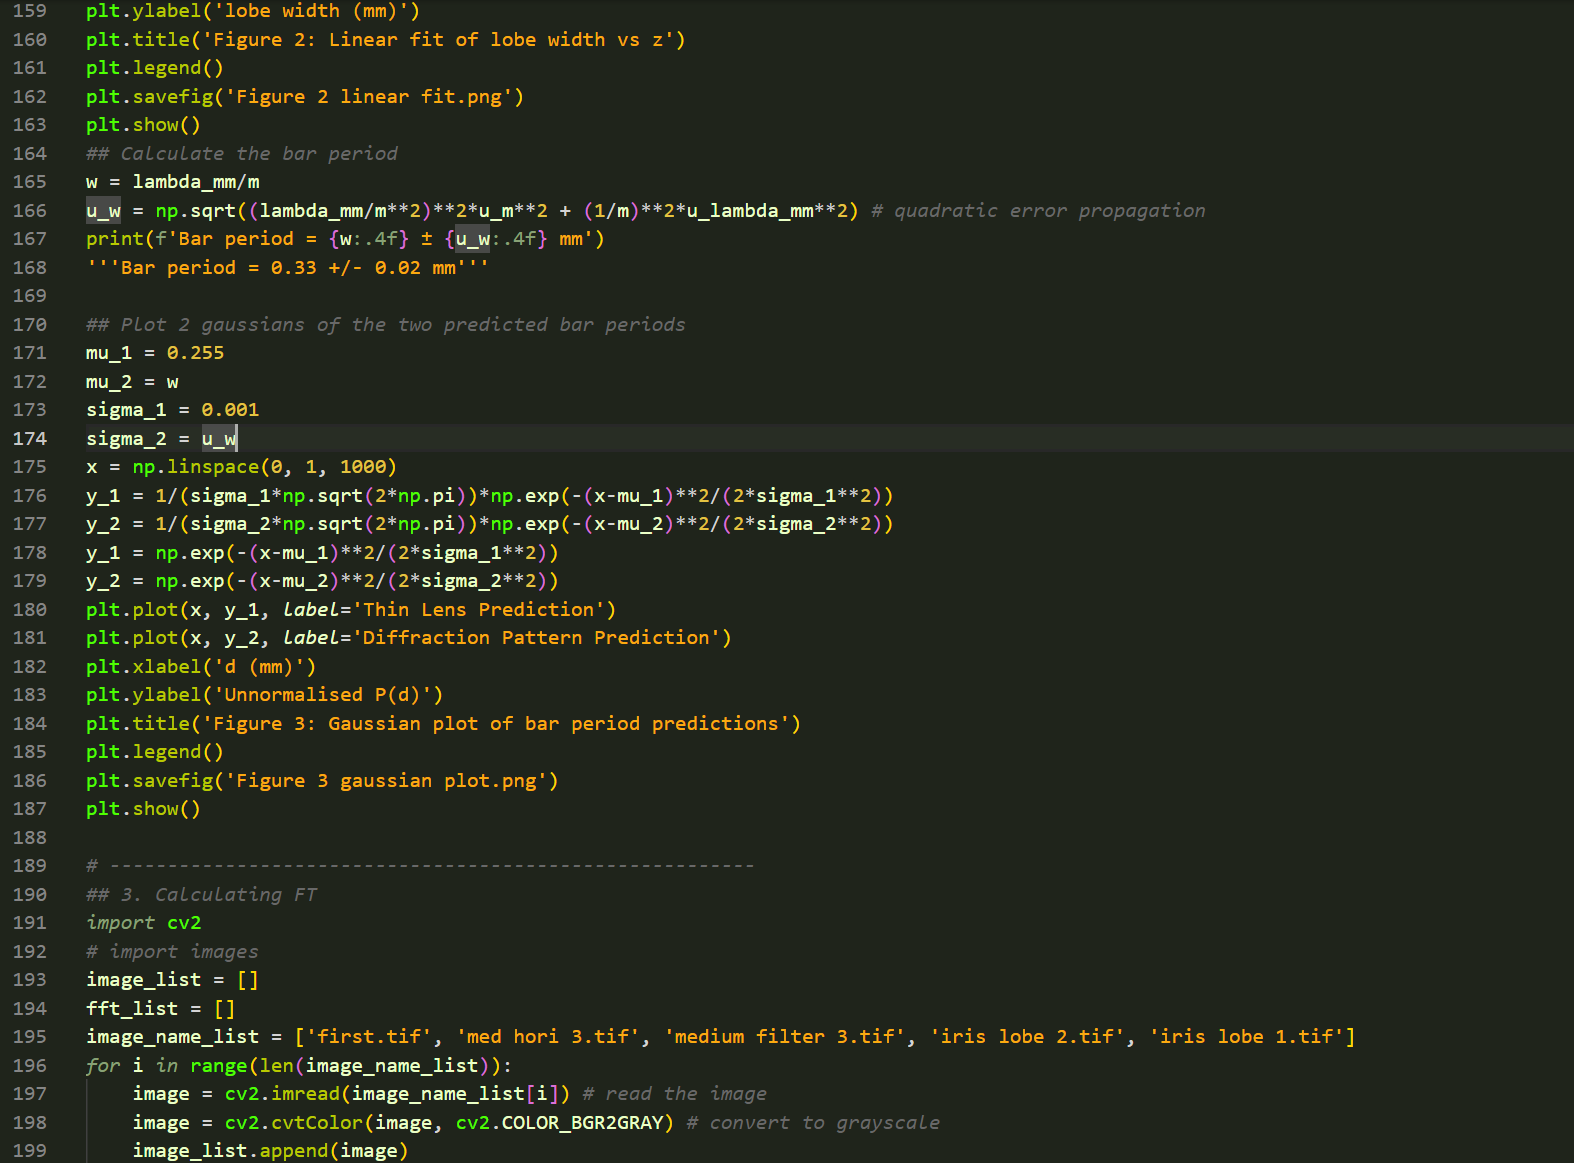 159 plt.ylabel('lobe width (mm)')
160 plt.title('Figure 2: Linear fit of lobe width vs z')
161 plt.legend()
162 plt.savefig('Figure 2 linear fit.png')
163 plt.show()
164 ## Calculate the bar period
165 w = lambda_mm/m
166 u_w = np.sqrt((lambda_mm/m**2)**2*u_m**2 + (1/m)**2*u_lambda_mm**2) # quadratic error propagation
167 print(f'Bar period = {w:.4f} ± {u_w:.4f} mm')
168 '''Bar period = 0.33 +/- 0.02 mm'''
169
170 ## Plot 2 gaussians of the two predicted bar periods
171 mu_1 = 0.255
172 mu_2 = w
173 sigma_1 = 0.001
174 sigma_2 = u_w
175 x = np.linspace(0, 1, 1000)
176 y_1 = 1/(sigma_1*np.sqrt(2*np.pi))*np.exp(-(x-mu_1)**2/(2*sigma_1**2))
177 y_2 = 1/(sigma_2*np.sqrt(2*np.pi))*np.exp(-(x-mu_2)**2/(2*sigma_2**2))
178 y_1 = np.exp(-(x-mu_1)**2/(2*sigma_1**2))
179 y_2 = np.exp(-(x-mu_2)**2/(2*sigma_2**2))
180 plt.plot(x, y_1, label='Thin Lens Prediction')
181 plt.plot(x, y_2, label='Diffraction Pattern Prediction')
182 plt.xlabel('d (mm)')
183 plt.ylabel('Unnormalised P(d)')
184 plt.title('Figure 3: Gaussian plot of bar period predictions')
185 plt.legend()
186 plt.savefig('Figure 3 gaussian plot.png')
187 plt.show()
188
189 # --------------------------------------------------------
190 ## 3. Calculating FT
191 import cv2
192 # import images
193 image_list = []
194 fft_list = []
195 image_name_list = ['first.tif', 'med hori 3.tif', 'medium filter 3.tif', 'iris lobe 2.tif', 'iris lobe 1.tif']
196 for i in range(len(image_name_list)):
197 image = cv2.imread(image_name_list[i]) # read the image
198 image = cv2.cvtColor(image, cv2.COLOR_BGR2GRAY) # convert to grayscale
199 image_list.append(image)